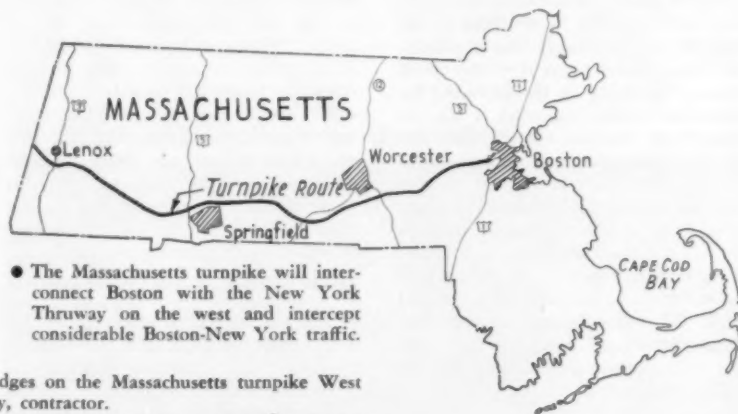 MASSACHUSETTS
Lenox
Worcester
Boston
Turnpike Route
Springfield
CAPE COD
BAY
● The Massachusetts turnpike will inter-
connect Boston with the New York
Thruway on the west and intercept
considerable Boston-New York traffic.
dges on the Massachusetts turnpike West
y, contractor.